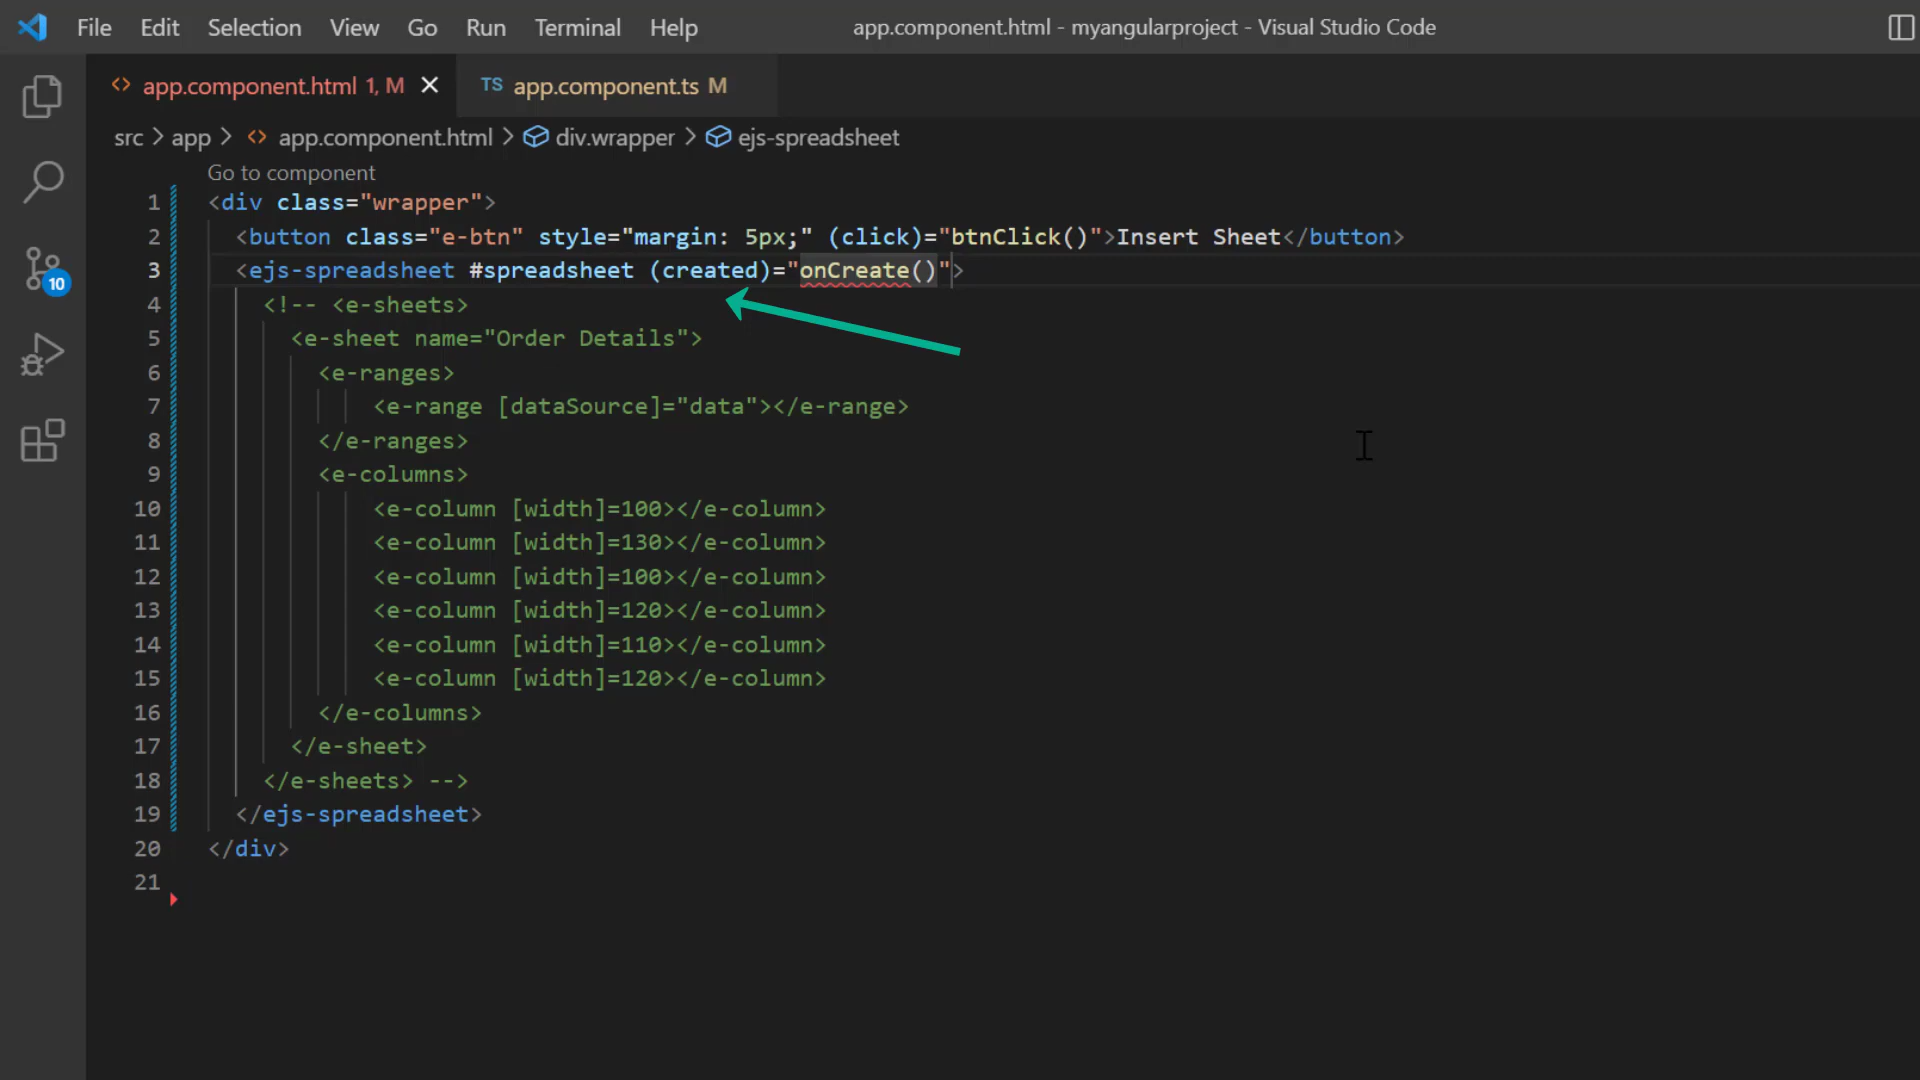 File Edit Selection View Go Run Terminal Help app.component.html - myangularproject - Visual Studio Code
<> app.component.html 1, M × TS app.component.ts M
src > app > <> app.component.html > div.wrapper > ejs-spreadsheet
Go to component
1 <div class="wrapper">
2 <button class="e-btn" style="margin: 5px;" (click)="btnClick()">Insert Sheet</button>
3 <ejs-spreadsheet #spreadsheet (created)="onCreate()">
4 <!-- <e-sheets>
5 <e-sheet name="Order Details">
6 <e-ranges>
7 <e-range [dataSource]="data"></e-range>
8 </e-ranges>
9 <e-columns>
10 <e-column [width]=100></e-column>
11 <e-column [width]=130></e-column>
12 <e-column [width]=100></e-column>
13 <e-column [width]=120></e-column>
14 <e-column [width]=110></e-column>
15 <e-column [width]=120></e-column>
16 </e-columns>
17 </e-sheet>
18 </e-sheets> -->
19 </ejs-spreadsheet>
20 </div>
21
10